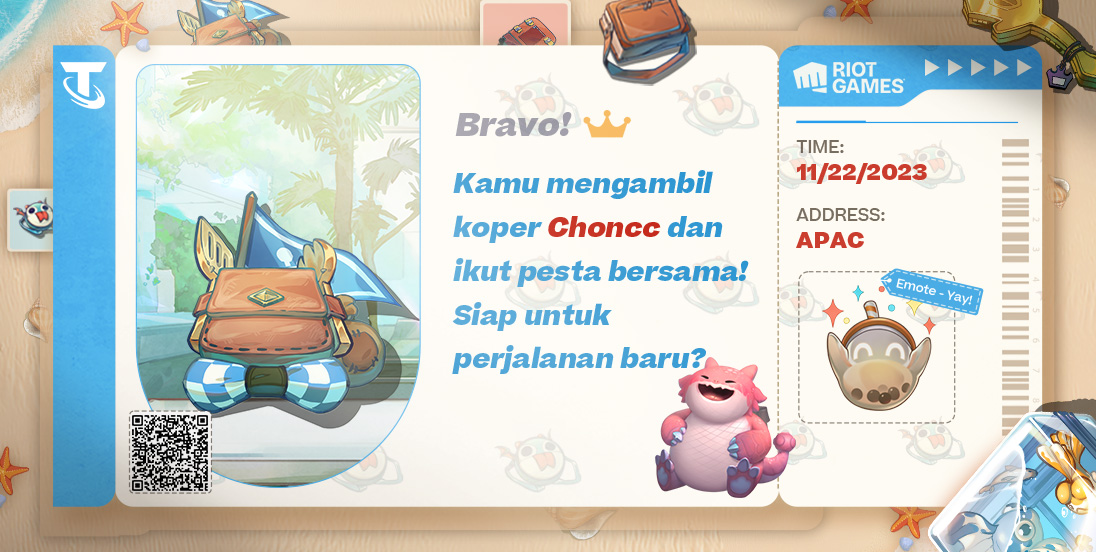 Bravo!
Kamu mengambil
koper Choncc dan
ikut pesta bersama!
Siap untuk
perjalanan baru?
RIOT
GAMES
TIME:
11/22/2023
ADDRESS:
APAC
Emote - Yay!